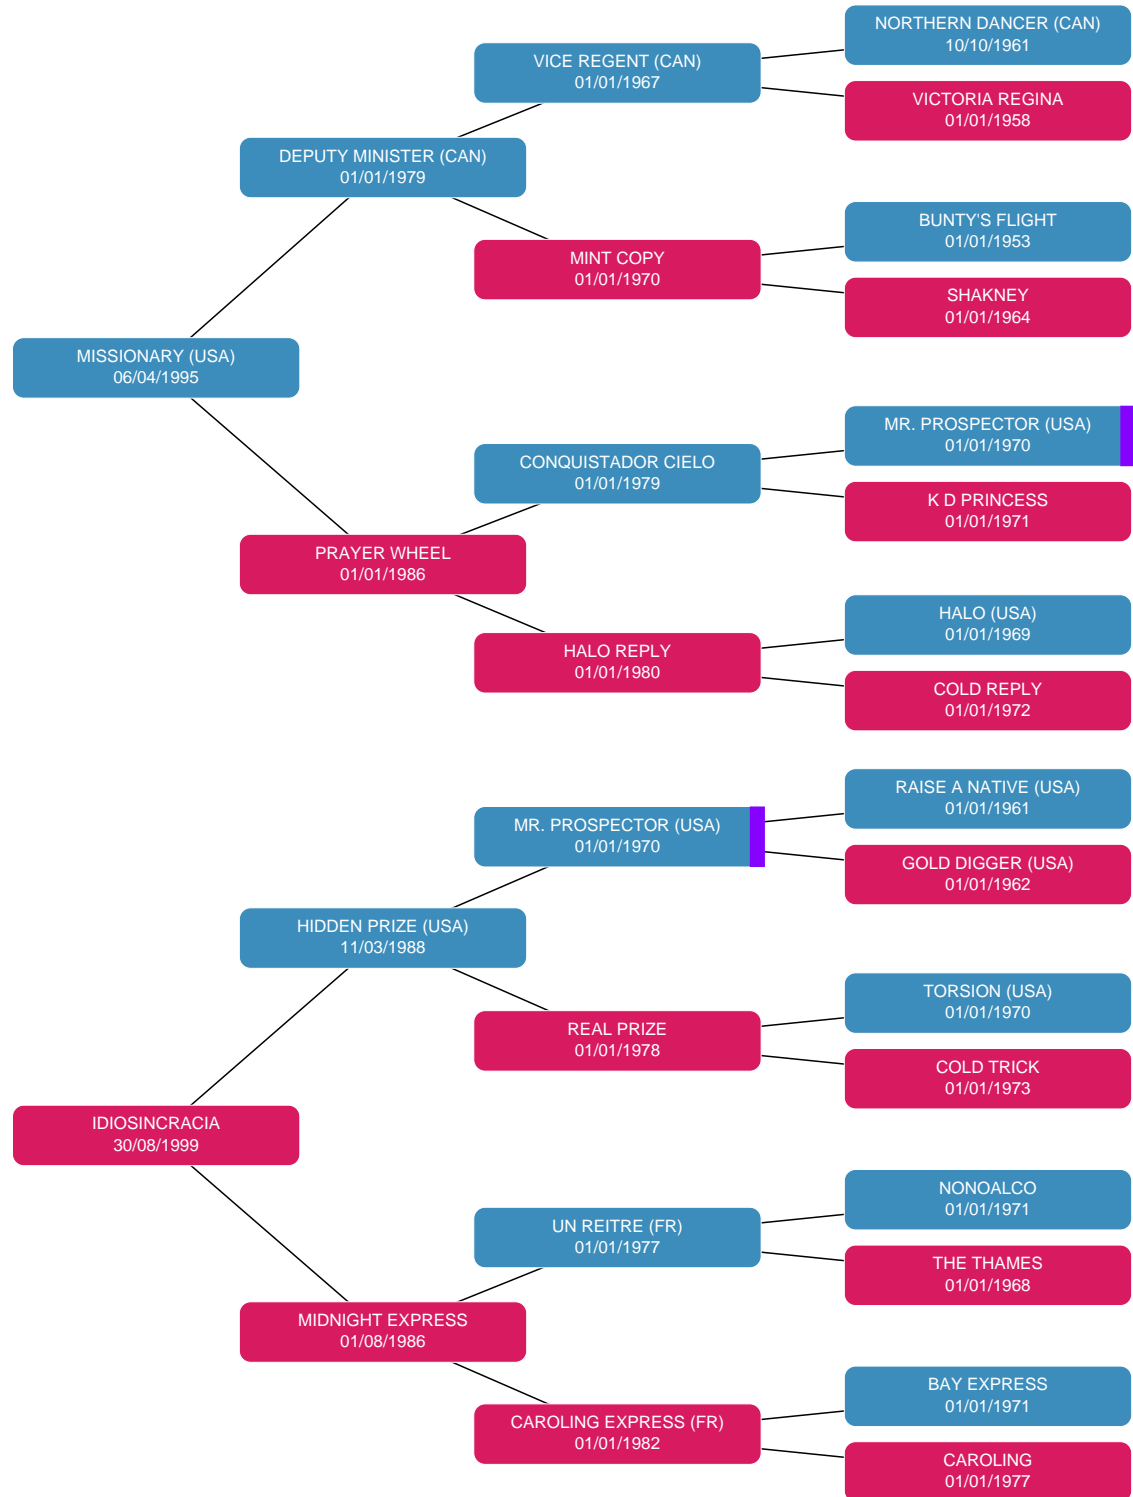 NORTHERN DANCER (CAN)
10/10/1961
VICE REGENT (CAN)
01/01/1967
VICTORIA REGINA
01/01/1958
DEPUTY MINISTER (CAN)
01/01/1979
BUNTY'S FLIGHT
01/01/1953
MINT COPY
01/01/1970
SHAKNEY
01/01/1964
MISSIONARY (USA)
06/04/1995
MR. PROSPECTOR (USA)
01/01/1970
CONQUISTADOR CIELO
01/01/1979
K D PRINCESS
01/01/1971
PRAYER WHEEL
01/01/1986
HALO (USA)
01/01/1969
HALO REPLY
01/01/1980
COLD REPLY
01/01/1972
RAISE A NATIVE (USA)
01/01/1961
MR. PROSPECTOR (USA)
01/01/1970
GOLD DIGGER (USA)
01/01/1962
HIDDEN PRIZE (USA)
11/03/1988
TORSION (USA)
01/01/1970
REAL PRIZE
01/01/1978
COLD TRICK
01/01/1973
IDIOSINCRACIA
30/08/1999
NONOALCO
01/01/1971
UN REITRE (FR)
01/01/1977
THE THAMES
01/01/1968
MIDNIGHT EXPRESS
01/08/1986
BAY EXPRESS
01/01/1971
CAROLING EXPRESS (FR)
01/01/1982
CAROLING
01/01/1977